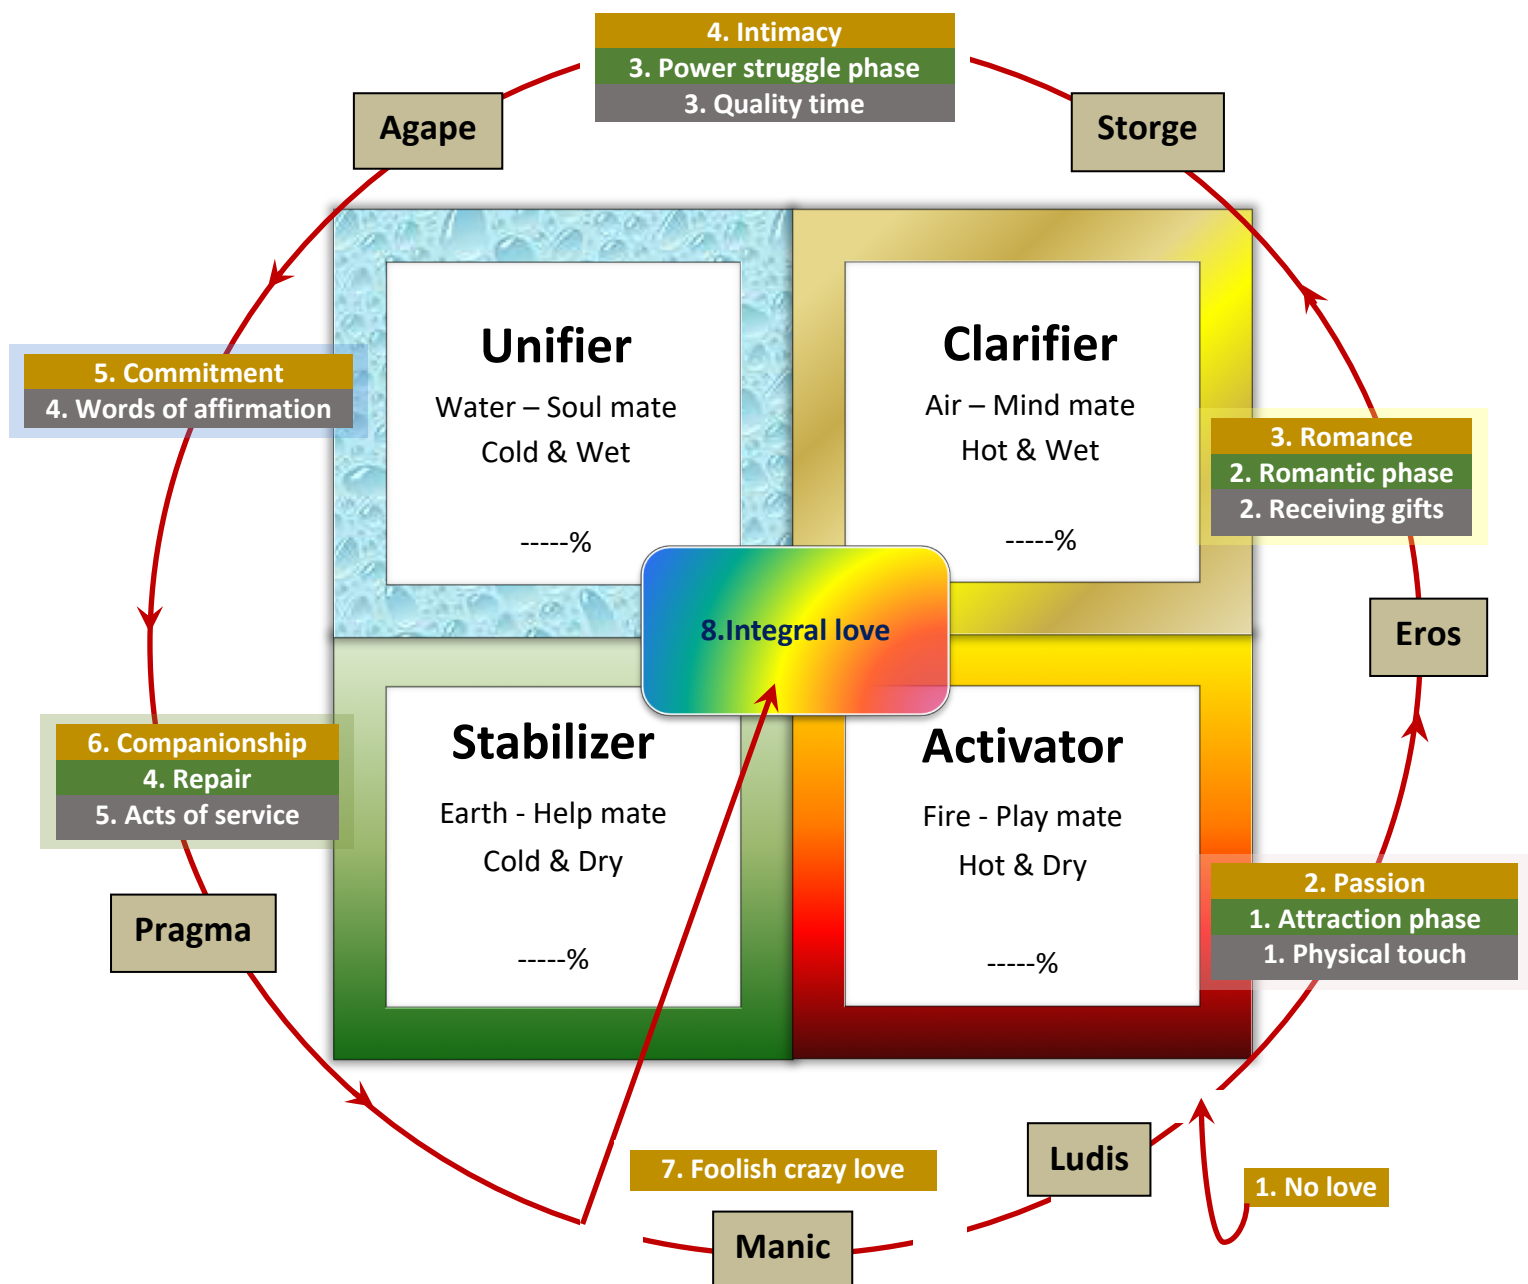 4. Intimacy
3. Power struggle phase
3. Quality time
Agape
Storge
Unifier
Water – Soul mate
Cold & Wet
-----%
Clarifier
Air – Mind mate
Hot & Wet
-----%
5. Commitment
4. Words of affirmation
3. Romance
2. Romantic phase
2. Receiving gifts
8.Integral love
Eros
Stabilizer
Earth - Help mate
Cold & Dry
-----%
Activator
Fire - Play mate
Hot & Dry
-----%
6. Companionship
4. Repair
5. Acts of service
2. Passion
1. Attraction phase
1. Physical touch
Pragma
Ludis
7. Foolish crazy love
1. No love
Manic